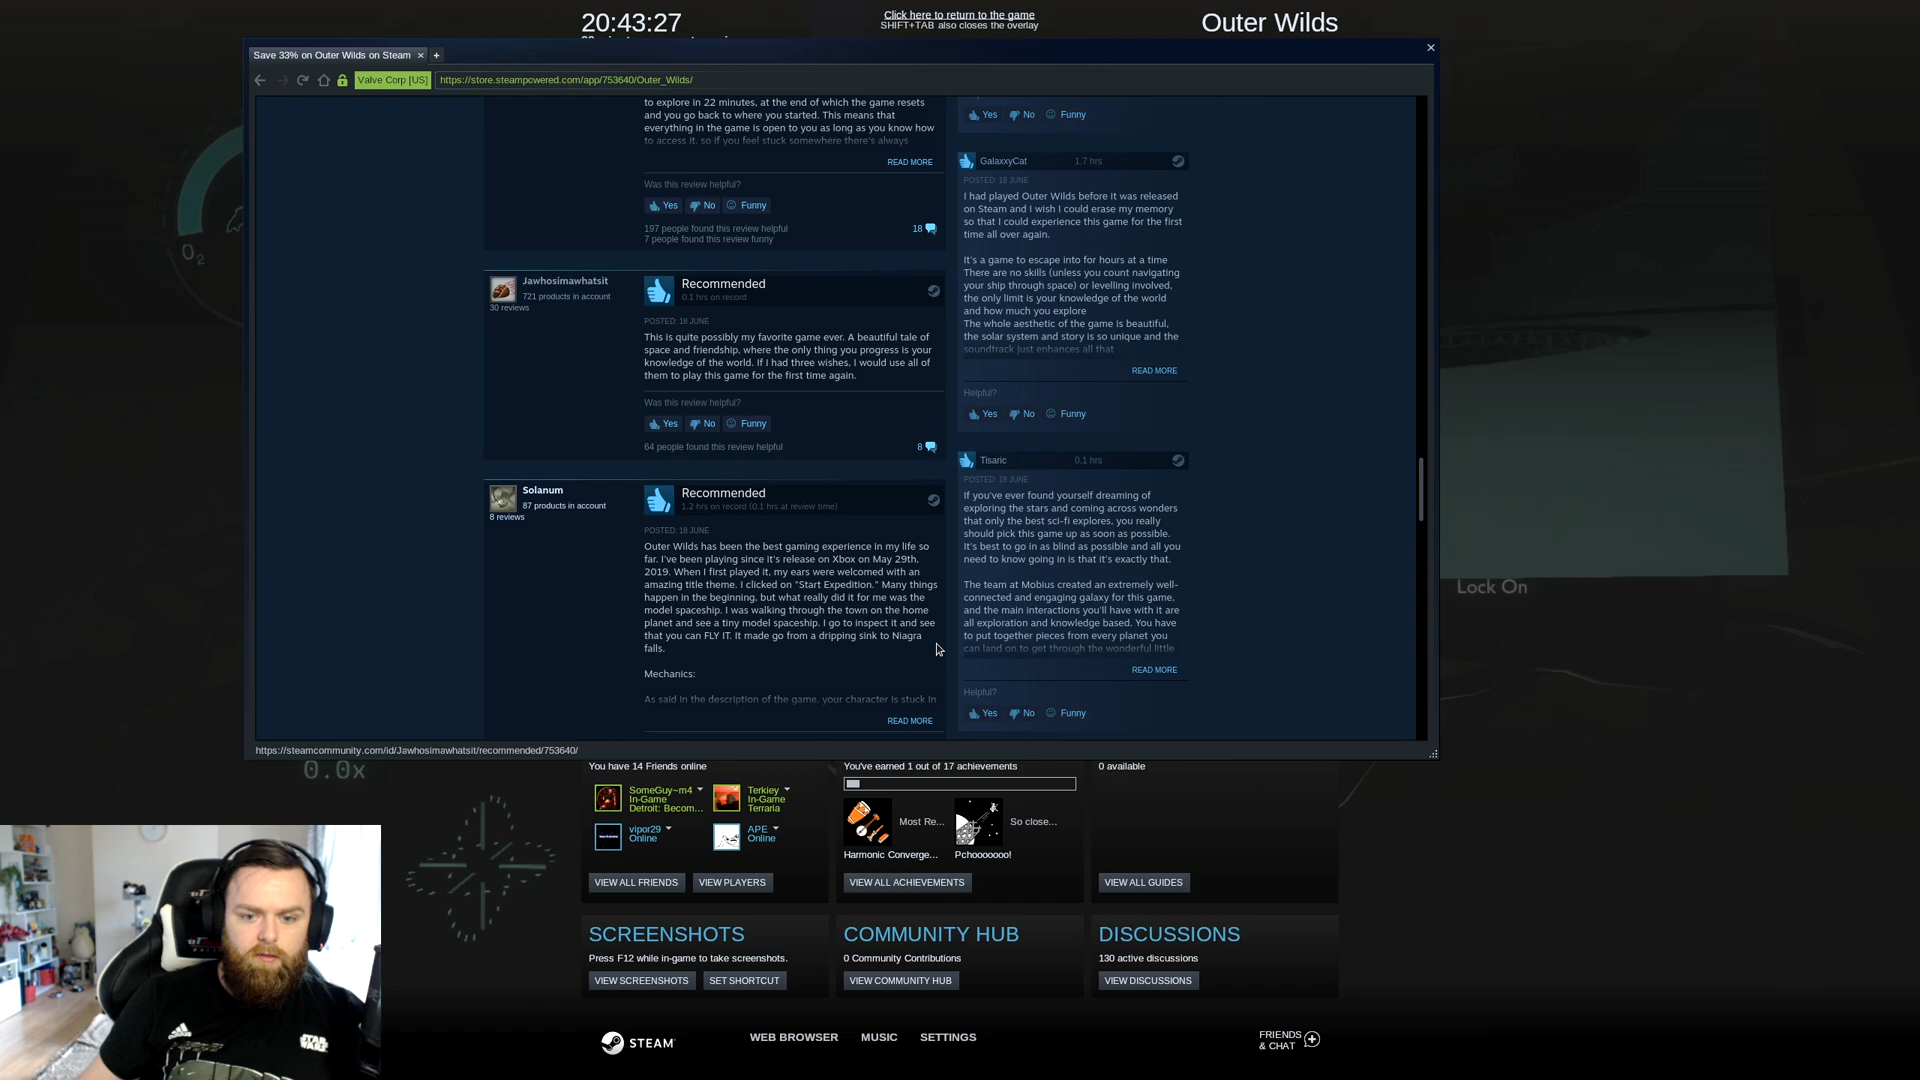 20:43:27
Click here to return to the game
SHIFT+TAB also closes the overlay
Outer Wilds
Save 33% on Outer Wilds on Steam
Valve Corp [US]
https://store.steampowered.com/app/753640/Outer_Wilds/
to explore in 22 minutes, at the end of which the game resets
and you go back to where you started. This means that
everything in the game is open to you as long as you know how
to access it, so if you feel stuck somewhere there's always
READ MORE
Was this review helpful?
Yes
No
Funny
197 people found this review helpful
7 people found this review funny
18
Jawhosimawhatsit
721 products in account
30 reviews
Recommended
0.1 hrs on record
POSTED: 18 JUNE
This is quite possibly my favorite game ever. A beautiful tale of
space and friendship, where the only thing you progress is your
knowledge of the world. If I had three wishes, I would use all of
them to play this game for the first time again.
Was this review helpful?
Yes
No
Funny
64 people found this review helpful
8
Solanum
87 products in account
8 reviews
Recommended
1.2 hrs on record (0.1 hrs at review time)
POSTED: 18 JUNE
Outer Wilds has been the best gaming experience in my life so
far. I've been playing since it's release on Xbox on May 29th,
2019. When I first played it, my ears were welcomed with an
amazing title theme. I clicked on "Start Expedition." Many things
happen in the beginning, but what really did it for me was the
model spaceship. I was walking through the town on the home
planet and see a tiny model spaceship. I go to inspect it and see
that you can FLY IT. It made go from a dripping sink to Niagra
falls.
Mechanics:
As said in the description of the game, your character is stuck in
READ MORE
Yes
No
Funny
GalaxxyCat
1.7 hrs
POSTED: 18 JUNE
I had played Outer Wilds before it was released
on Steam and I wish I could erase my memory
so that I could experience this game for the first
time all over again.
It's a game to escape into for hours at a time
There are no skills (unless you count navigating
your ship through space) or levelling involved,
the only limit is your knowledge of the world
and how much you explore
The whole aesthetic of the game is beautiful,
the solar system and story is so unique and the
soundtrack just enhances all that
READ MORE
Helpful?
Yes
No
Funny
Tisaric
0.1 hrs
POSTED: 18 JUNE
If you've ever found yourself dreaming of
exploring the stars and coming across wonders
that only the best sci-fi explores, you really
should pick this game up as soon as possible.
It's best to go in as blind as possible and all you
need to know going in is that it's exactly that.
The team at Mobius created an extremely well-
connected and engaging galaxy for this game,
and the main interactions you'll have with it are
all exploration and knowledge based. You have
to put together pieces from every planet you
can land on to get through the wonderful little
READ MORE
Helpful?
Yes
No
Funny
https://steamcommunity.com/id/Jawhosimawhatsit/recommended/753640/
O2
Lock On
0.0x
You have 14 Friends online
SomeGuy~m4
In-Game
Detroit: Becom...
Terkiey
In-Game
Terraria
vipor29
Online
APE
Online
VIEW ALL FRIENDS
VIEW PLAYERS
You've earned 1 out of 17 achievements
Most Re...
So close...
Harmonic Converge...
Pchooooooo!
VIEW ALL ACHIEVEMENTS
0 available
VIEW ALL GUIDES
SCREENSHOTS
Press F12 while in-game to take screenshots.
VIEW SCREENSHOTS
SET SHORTCUT
COMMUNITY HUB
0 Community Contributions
VIEW COMMUNITY HUB
DISCUSSIONS
130 active discussions
VIEW DISCUSSIONS
STEAM
WEB BROWSER
MUSIC
SETTINGS
FRIENDS
& CHAT
adidas
STAR
WARS